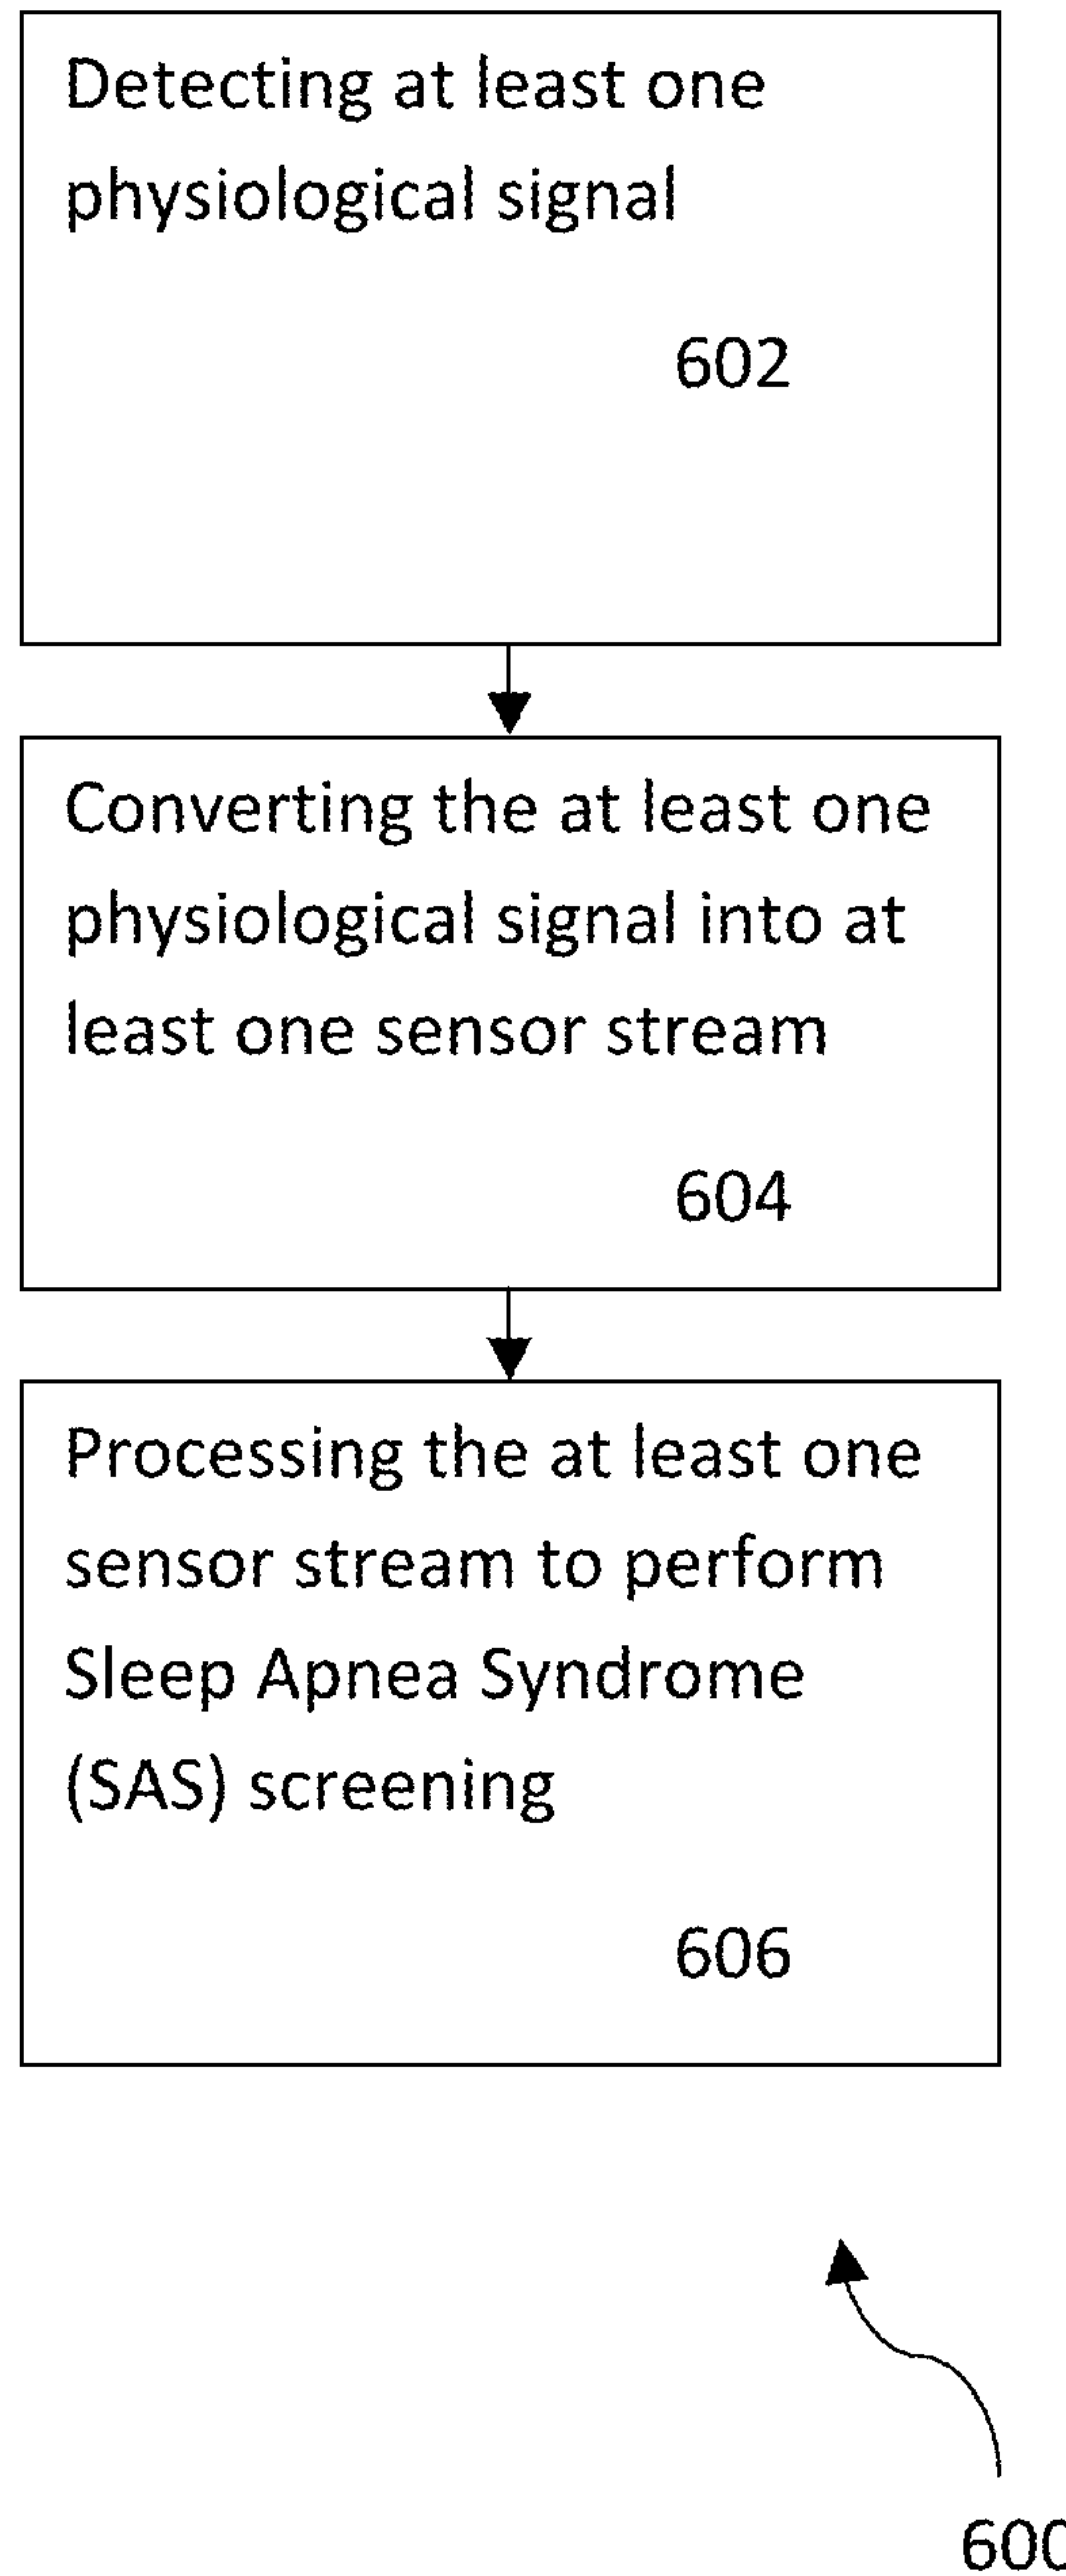 Detecting at least one
physiological signal
602
Converting the at least one
physiological signal into at
least one sensor stream
604
Processing the at least one
sensor stream to perform
Sleep Apnea Syndrome
(SAS) screening
606
600